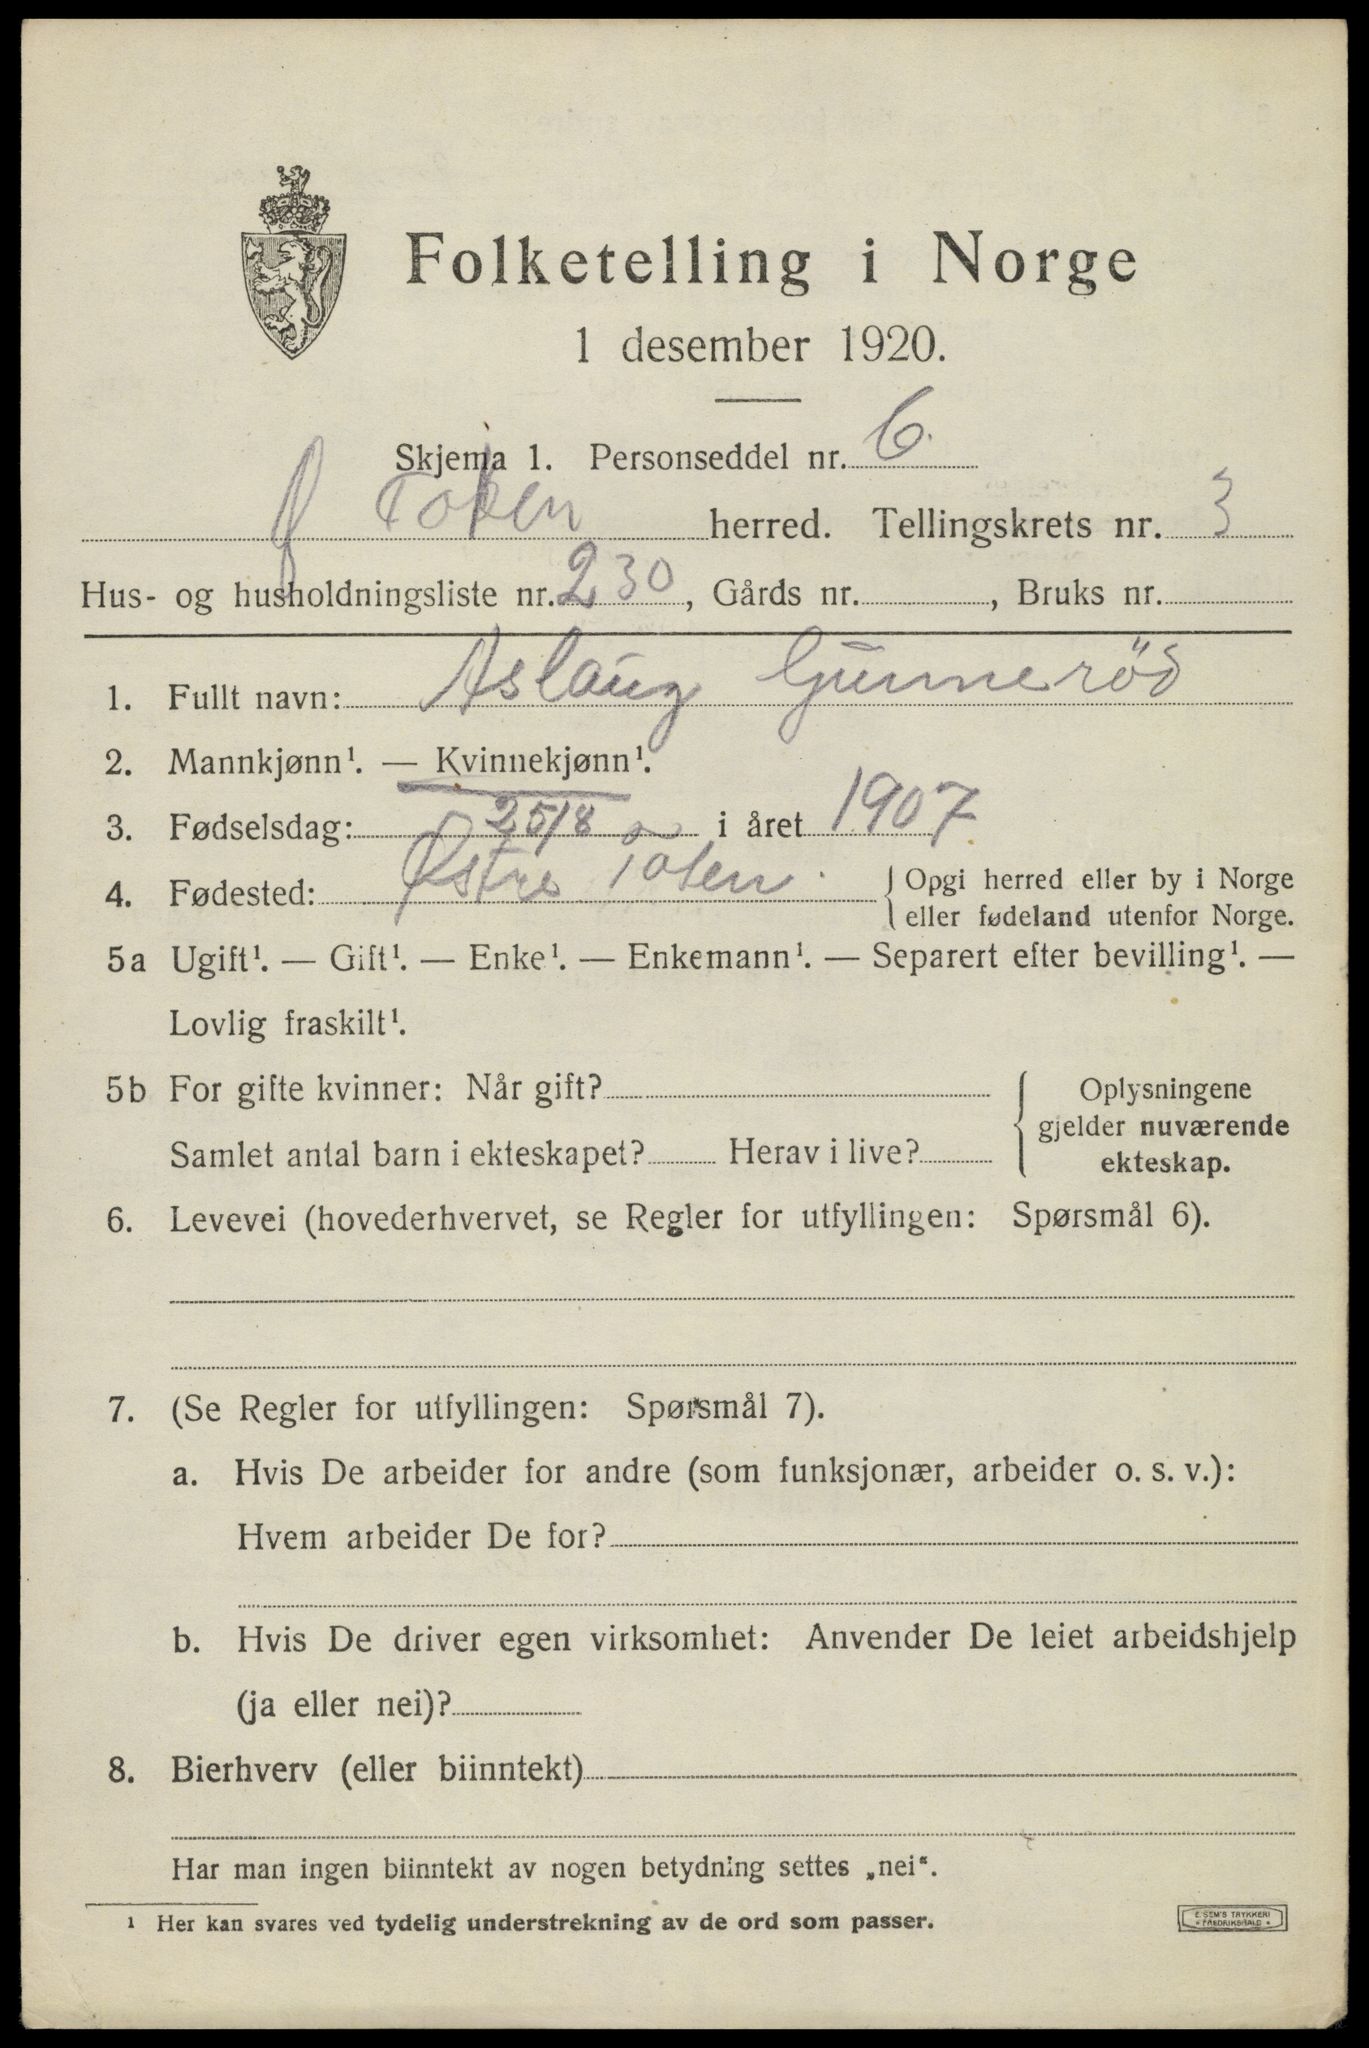 Folketelling i Norge
1 desember 1920.
Skjema 1. Personseddel nr. 6.
Ø Toten herred. Tellingskrets nr. 3
Hus- og husholdningsliste nr. 230, Gårds nr. , Bruks nr.
1. Fullt navn: Aslaug Gunneröd
2. Mannkjønn¹. — Kvinnekjønn¹.
3. Fødselsdag: 25/8 i året 1907
4. Fødested: Østre Toten. { Opgi herred eller by i Norge
eller fødeland utenfor Norge.
5a Ugift¹. — Gift¹. — Enke¹. — Enkemann¹. — Separert efter bevilling¹. —
Lovlig fraskilt¹.
5b For gifte kvinner: Når gift? { Oplysningene
gjelder nuværende
Samlet antal barn i ekteskapet? Herav i live? ekteskap.
6. Levevei (hovederhvervet, se Regler for utfyllingen: Spørsmål 6).
7. (Se Regler for utfyllingen: Spørsmål 7).
a. Hvis De arbeider for andre (som funksjonær, arbeider o. s. v.):
Hvem arbeider De for?
b. Hvis De driver egen virksomhet: Anvender De leiet arbeidshjelp
(ja eller nei)?
8. Bierhverv (eller biinntekt)
Har man ingen biinntekt av nogen betydning settes „nei“.
¹ Her kan svares ved tydelig understrekning av de ord som passer.
E. SEM'S TRYKKERI
* FREDRIKSHALD *